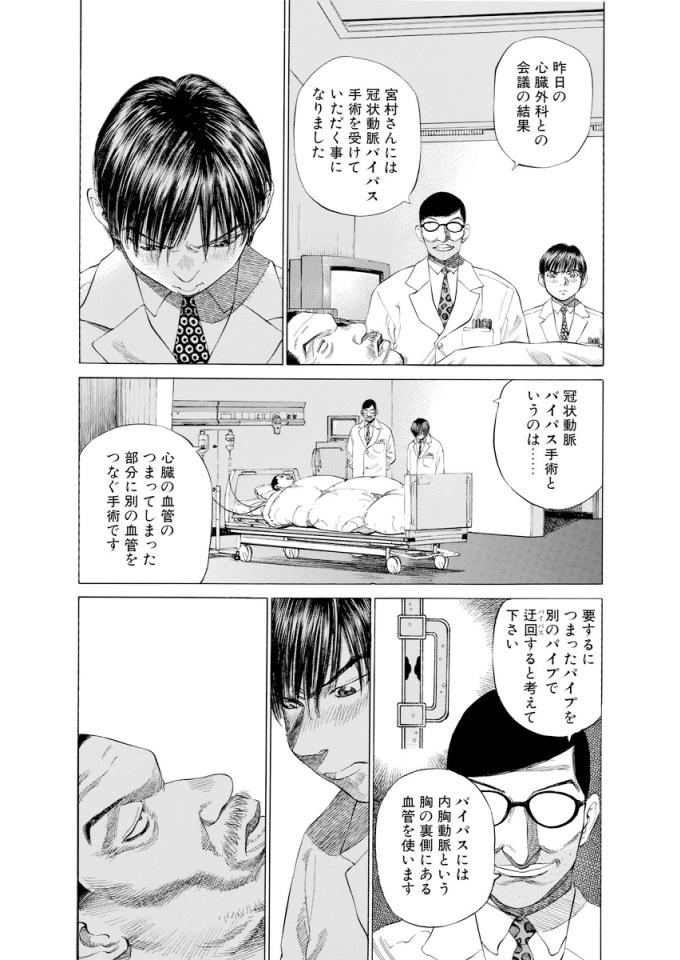 昨日の
心臓外科との
会議の結果
宮村さんには
冠状動脈バイパス
手術を受けて
いただく事に
なりました
冠状動脈
バイパス手術と
いうのは……
心臓の血管の
つまってしまった
部分に別の血管を
つなぐ手術です
要するに
つまったパイプを
別のパイプで
迂回すると考えて
バイパス
下さい
バイパスには
内胸動脈という
胸の裏側にある
血管を使います